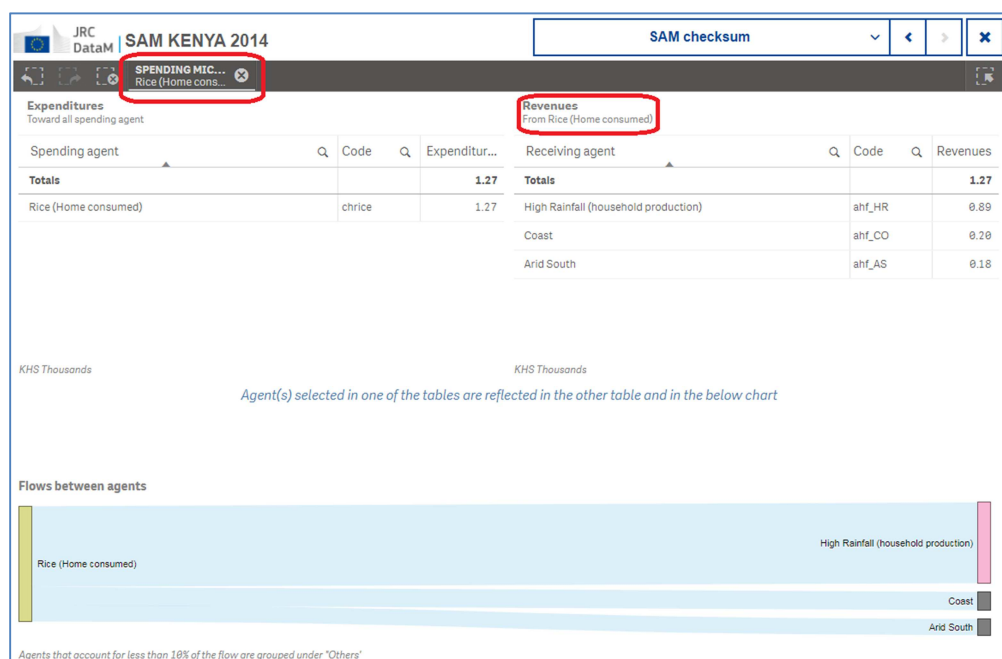 JRC
DataM | SAM KENYA 2014
SAM checksum
SPENDING MIC...
Rice (Home cons...
Expenditures
Toward all spending agent
Revenues
From Rice (Home consumed)
Spending agent Code Expenditur...
Totals 1.27
Rice (Home consumed) chrice 1.27
Receiving agent Code Revenues
Totals 1.27
High Rainfall (household production) ahf_HR 0.89
Coast ahf_CO 0.20
Arid South ahf_AS 0.18
KHS Thousands
KHS Thousands
Agent(s) selected in one of the tables are reflected in the other table and in the below chart
Flows between agents
Rice (Home consumed)
High Rainfall (household production)
Coast
Arid South
Agents that account for less than 10% of the flow are grouped under "Others'